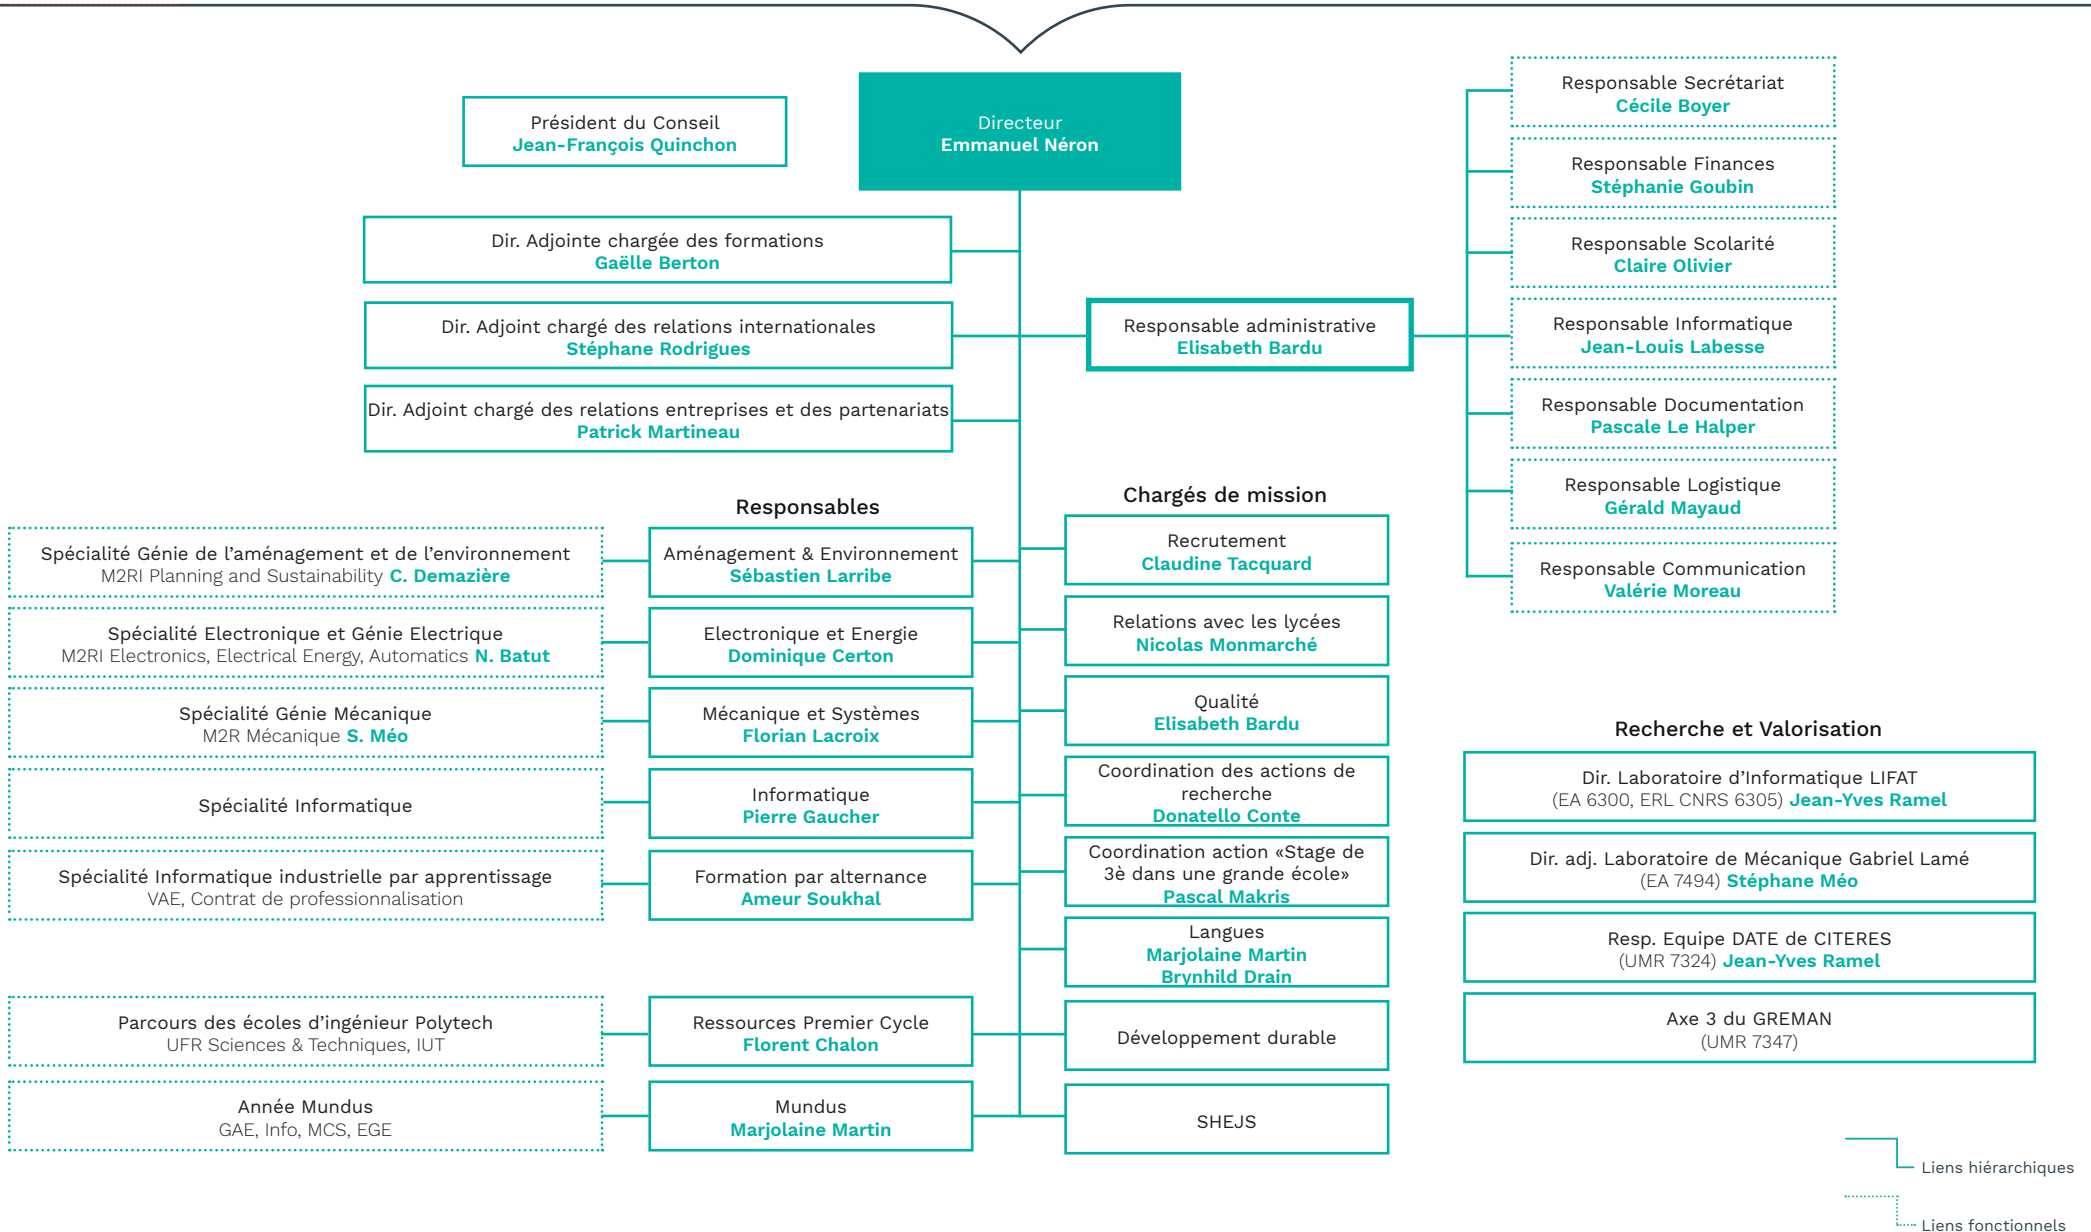 Président du Conseil
Jean-François Quinchon
Directeur
Emmanuel Néron
Dir. Adjointe chargée des formations
Gaëlle Berton
Dir. Adjoint chargé des relations internationales
Stéphane Rodrigues
Dir. Adjoint chargé des relations entreprises et des partenariats
Patrick Martineau
Responsable administrative
Elisabeth Bardu
Responsable Secrétariat
Cécile Boyer
Responsable Finances
Stéphanie Goubin
Responsable Scolarité
Claire Olivier
Responsable Informatique
Jean-Louis Labesse
Responsable Documentation
Pascale Le Halper
Responsable Logistique
Gérald Mayaud
Responsable Communication
Valérie Moreau
Responsables
Spécialité Génie de l’aménagement et de l’environnement
M2RI Planning and Sustainability C. Demazière
Aménagement & Environnement
Sébastien Larribe
Spécialité Electronique et Génie Electrique
M2RI Electronics, Electrical Energy, Automatics N. Batut
Electronique et Energie
Dominique Certon
Spécialité Génie Mécanique
M2R Mécanique S. Méo
Mécanique et Systèmes
Florian Lacroix
Spécialité Informatique
Informatique
Pierre Gaucher
Spécialité Informatique industrielle par apprentissage
VAE, Contrat de professionnalisation
Formation par alternance
Ameur Soukhal
Parcours des écoles d’ingénieur Polytech
UFR Sciences & Techniques, IUT
Ressources Premier Cycle
Florent Chalon
Année Mundus
GAE, Info, MCS, EGE
Mundus
Marjolaine Martin
Chargés de mission
Recrutement
Claudine Tacquard
Relations avec les lycées
Nicolas Monmarché
Qualité
Elisabeth Bardu
Coordination des actions de
recherche
Donatello Conte
Coordination action «Stage de
3è dans une grande école»
Pascal Makris
Langues
Marjolaine Martin
Brynhild Drain
Développement durable
SHEJS
Recherche et Valorisation
Dir. Laboratoire d’Informatique LIFAT
(EA 6300, ERL CNRS 6305) Jean-Yves Ramel
Dir. adj. Laboratoire de Mécanique Gabriel Lamé
(EA 7494) Stéphane Méo
Resp. Equipe DATE de CITERES
(UMR 7324) Jean-Yves Ramel
Axe 3 du GREMAN
(UMR 7347)
Liens hiérarchiques
Liens fonctionnels